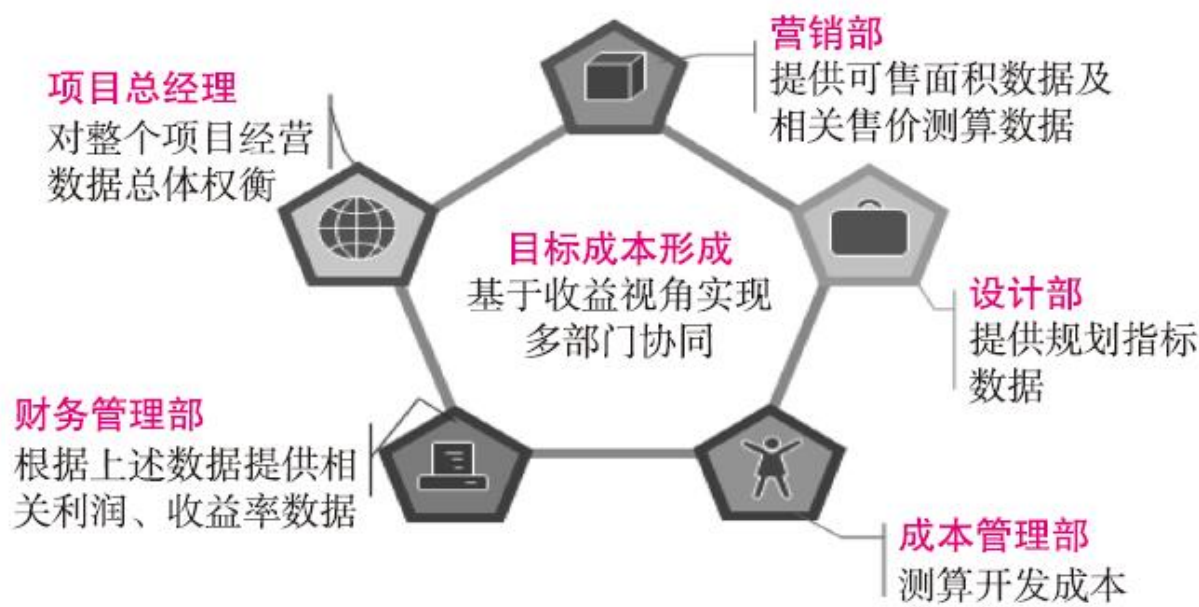 营销部
提供可售面积数据及
相关售价测算数据
项目总经理
对整个项目经营
数据总体权衡
目标成本形成
基于收益视角实现
多部门协同
设计部
提供规划指标
数据
财务管理部
根据上述数据提供相
关利润、收益率数据
成本管理部
测算开发成本